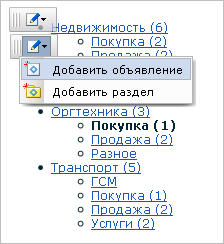 Недвижимость (6)
Покупка (2)
Продажа (2)
Добавить объявление
Добавить раздел
Оргтехника (3)
Покупка (1)
Продажа (2)
Разное
Транспорт (5)
ГСМ
Покупка (1)
Продажа (2)
Услуги (2)